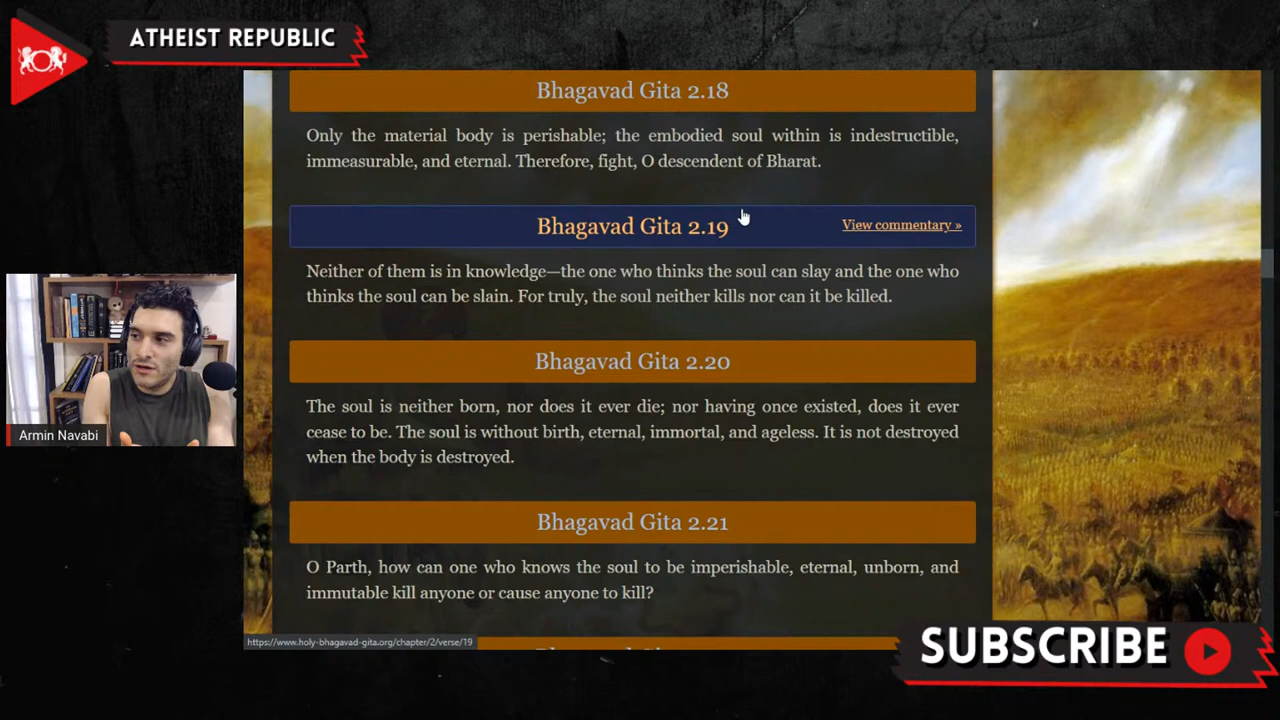 ATHEIST REPUBLIC
Bhagavad Gita 2.18
Only the material body is perishable; the embodied soul within is indestructible,
immeasurable, and eternal. Therefore, fight, O descendent of Bharat.
Bhagavad Gita 2.19
View commentary »
Neither of them is in knowledge—the one who thinks the soul can slay and the one who
thinks the soul can be slain. For truly, the soul neither kills nor can it be killed.
Bhagavad Gita 2.20
The soul is neither born, nor does it ever die; nor having once existed, does it ever
cease to be. The soul is without birth, eternal, immortal, and ageless. It is not destroyed
when the body is destroyed.
Armin Navabi
Bhagavad Gita 2.21
O Parth, how can one who knows the soul to be imperishable, eternal, unborn, and
immutable kill anyone or cause anyone to kill?
https://www.holy-bhagavad-gita.org/chapter/2/verse/19
SUBSCRIBE